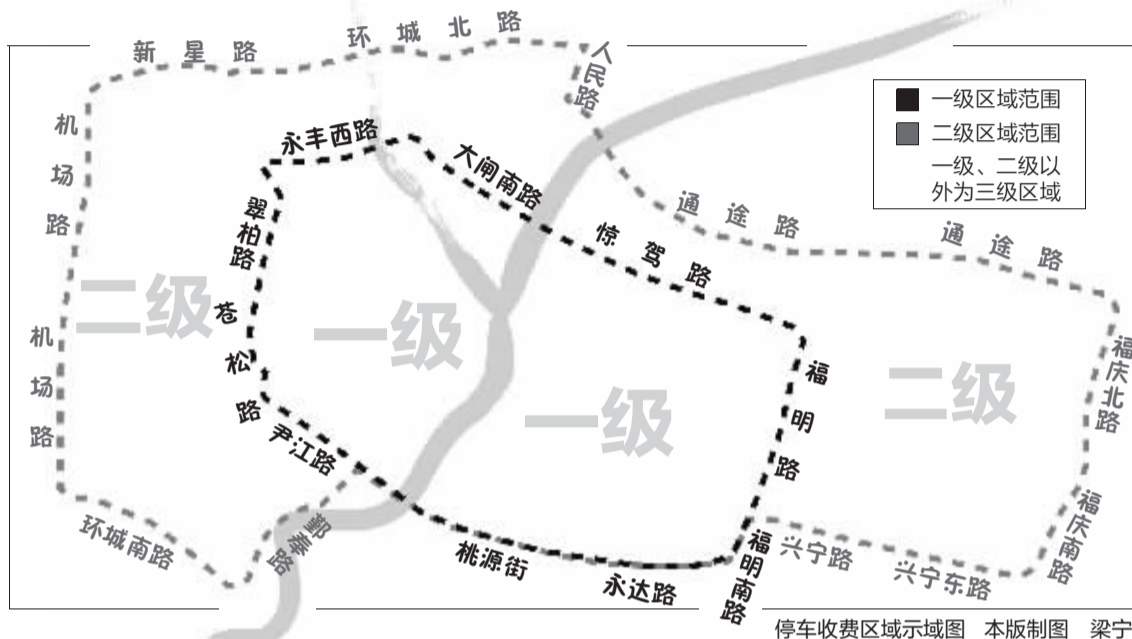 新星路
环城北路
人民路
机场路
永丰西路
大闸南路
一级区域范围
二级区域范围
一级、二级以
外为三级区域
翠柏路
惊驾路
通途路
通途路
二级
苍松路
一级
机场路
福明路
福庆北路
二级
一级
尹江路
环城南路
鄞奉路
桃源街
永达路
福明南路
兴宁路
兴宁东路
福庆南路
停车收费区域示域图 本版制图 梁宁